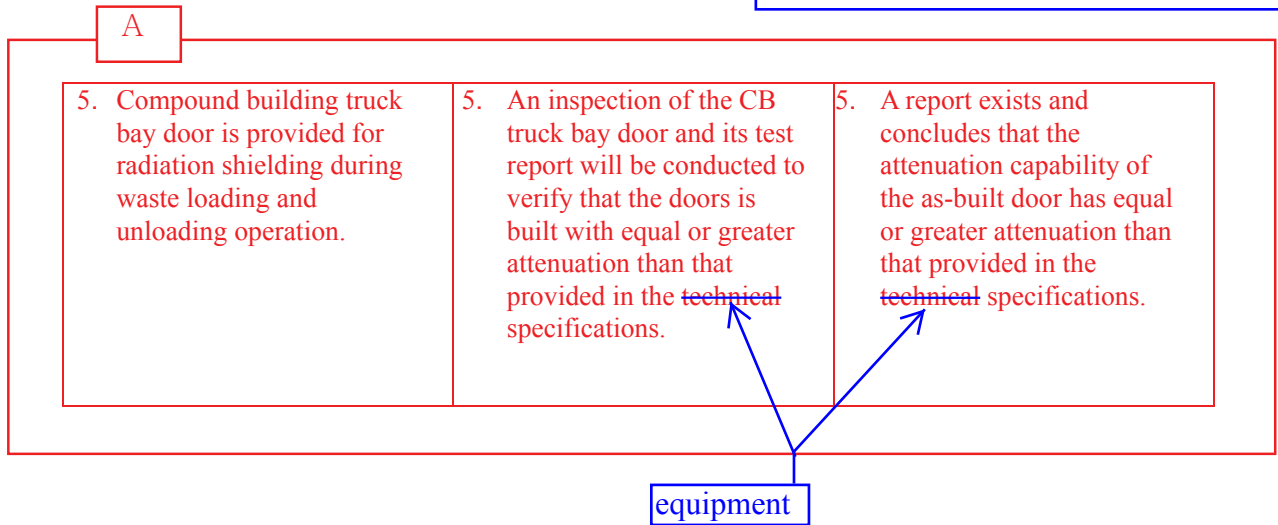 A
5. Compound building truck
bay door is provided for
radiation shielding during
waste loading and
unloading operation.
5. An inspection of the CB
truck bay door and its test
report will be conducted to
verify that the doors is
built with equal or greater
attenuation than that
provided in the technical
specifications.
5. A report exists and
concludes that the
attenuation capability of
the as-built door has equal
or greater attenuation than
that provided in the
technical specifications.
equipment